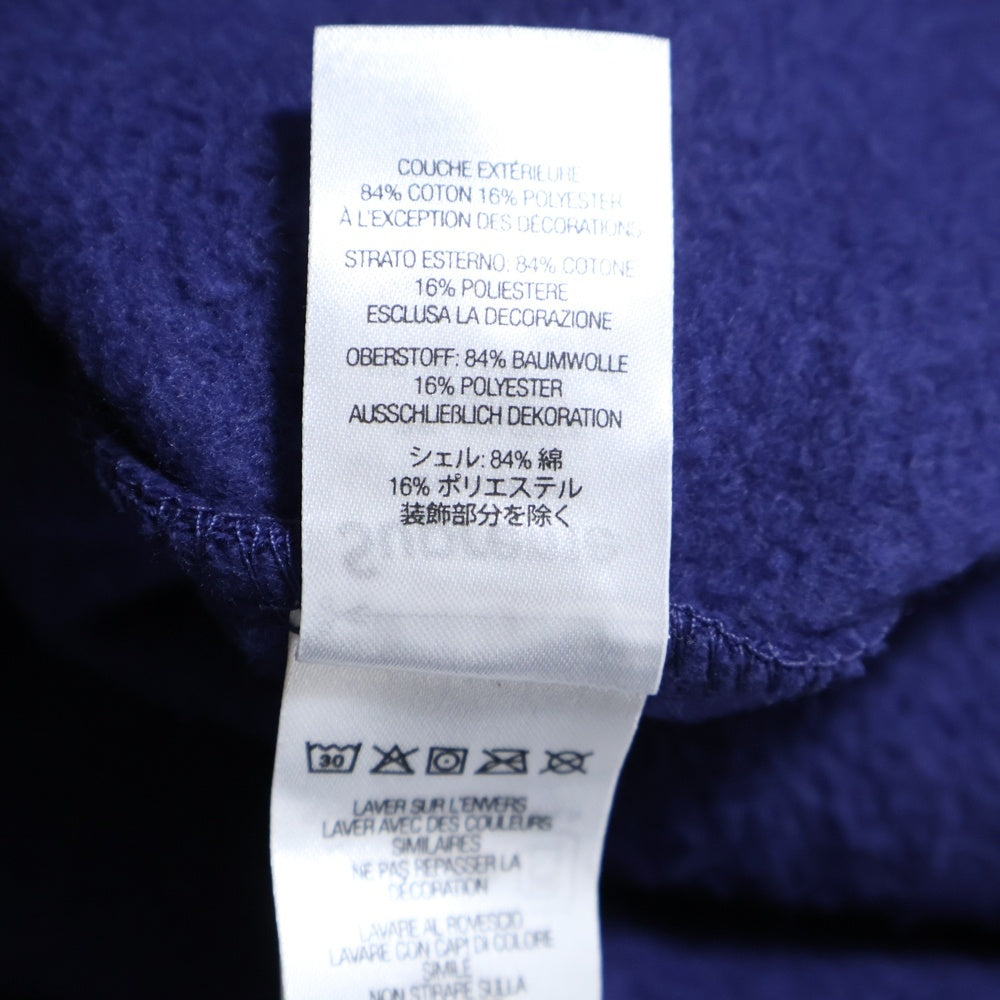 COUCHE EXTÉRIEURE
84% COTON 16% POLYESTER
À L'EXCEPTION DES DÉCORATIONS
STRATO ESTERNO: 84% COTONE
16% POLIESTERE
ESCLUSA LA DECORAZIONE
OBERSTOFF: 84% BAUMWOLLE
16% POLYESTER
AUSSCHLIEßLICH DEKORATION
シェル: 84% 綿
16% ポリエステル
装飾部分を除く
30
LAVER SUR L'ENVERS
LAVER AVEC DES COULEURS
SIMILAIRES
NE PAS REPASSER LA
DÉCORATION
LAVARE AL ROVESCIO
LAVARE CON CAPI DI COLORE
SIMILE
NON STIRARE SULLA